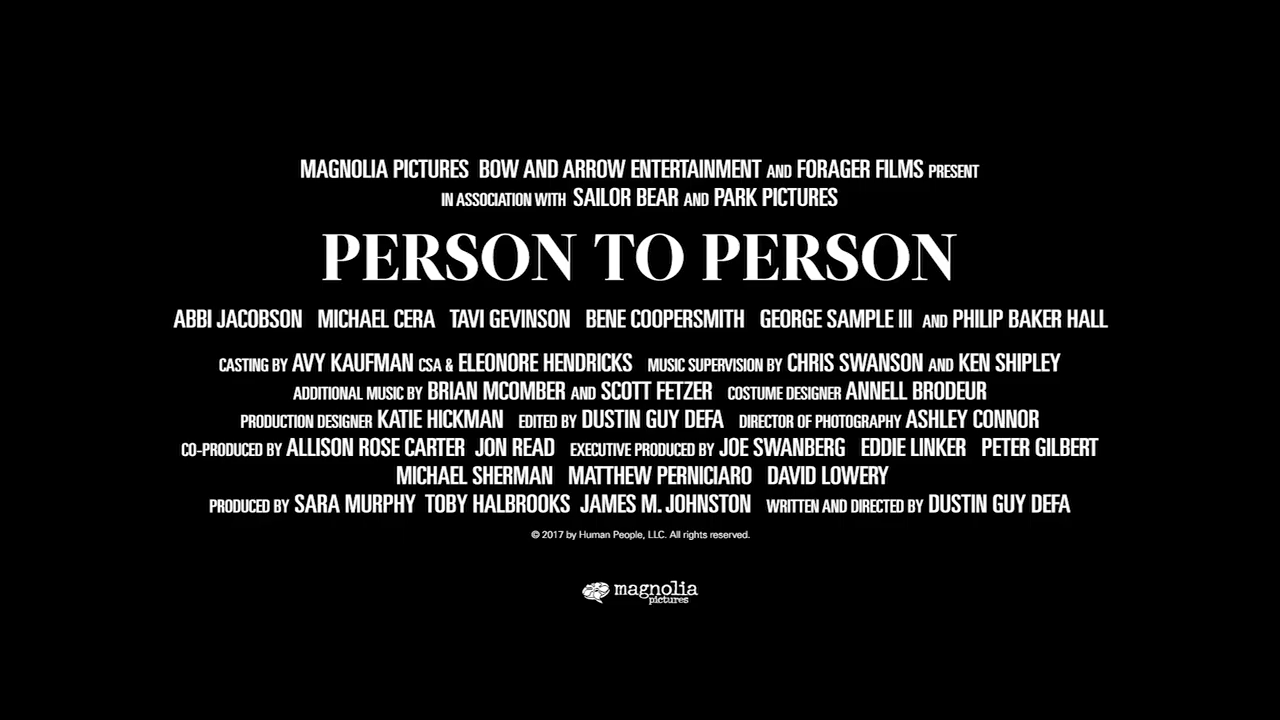 MAGNOLIA PICTURES BOW AND ARROW ENTERTAINMENT AND FORAGER FILMS PRESENT
IN ASSOCIATION WITH SAILOR BEAR AND PARK PICTURES
PERSON TO PERSON
ABBI JACOBSON MICHAEL CERA TAVI GEVINSON BENE COOPERSMITH GEORGE SAMPLE III AND PHILIP BAKER HALL
CASTING BY AVY KAUFMAN CSA & ELEONORE HENDRICKS MUSIC SUPERVISION BY CHRIS SWANSON AND KEN SHIPLEY
ADDITIONAL MUSIC BY BRIAN MCOMBER AND SCOTT FETZER COSTUME DESIGNER ANNELL BRODEUR
PRODUCTION DESIGNER KATIE HICKMAN EDITED BY DUSTIN GUY DEFA DIRECTOR OF PHOTOGRAPHY ASHLEY CONNOR
CO-PRODUCED BY ALLISON ROSE CARTER JON READ EXECUTIVE PRODUCED BY JOE SWANBERG EDDIE LINKER PETER GILBERT
MICHAEL SHERMAN MATTHEW PERNICIARO DAVID LOWERY
PRODUCED BY SARA MURPHY TOBY HALBROOKS JAMES M. JOHNSTON WRITTEN AND DIRECTED BY DUSTIN GUY DEFA
© 2017 by Human People, LLC. All rights reserved.
magnolia
pictures